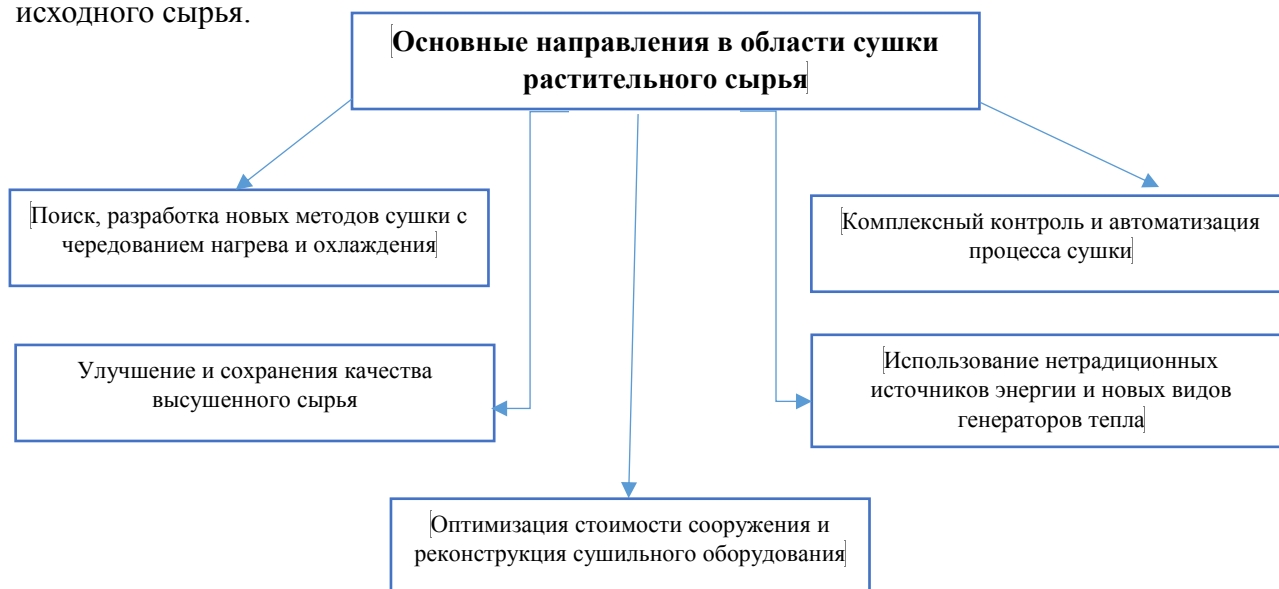 исходного сырья.
Основные направления в области сушки
растительного сырья
Поиск, разработка новых методов сушки с
чередованием нагрева и охлаждения
Комплексный контроль и автоматизация
процесса сушки
Улучшение и сохранения качества
высушенного сырья
Использование нетрадиционных
источников энергии и новых видов
генераторов тепла
Оптимизация стоимости сооружения и
реконструкция сушильного оборудования